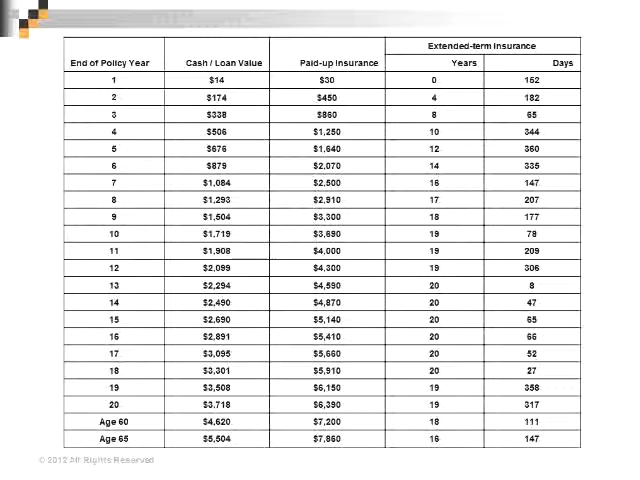 Extended-term Insurance
End of Policy Year Cash / Loan Value Paid-up Insurance Years Days
1 $14 $30 0 152
2 $174 $450 4 182
3 $338 $860 8 65
4 $506 $1,250 10 344
5 $676 $1,640 12 360
6 $879 $2,070 14 335
7 $1,084 $2,500 16 147
8 $1,293 $2,910 17 207
9 $1,504 $3,300 18 177
10 $1,719 $3,690 19 78
11 $1,908 $4,000 19 209
12 $2,099 $4,300 19 306
13 $2,294 $4,590 20 8
14 $2,490 $4,870 20 47
15 $2,690 $5,140 20 65
16 $2,891 $5,410 20 66
17 $3,095 $5,660 20 52
18 $3,301 $5,910 20 27
19 $3,508 $6,150 19 358
20 $3.718 $6,390 19 317
Age 60 $4,620 $7,200 18 111
Age 65 $5,504 $7,860 16 147
© 2012 All Rights Reserved